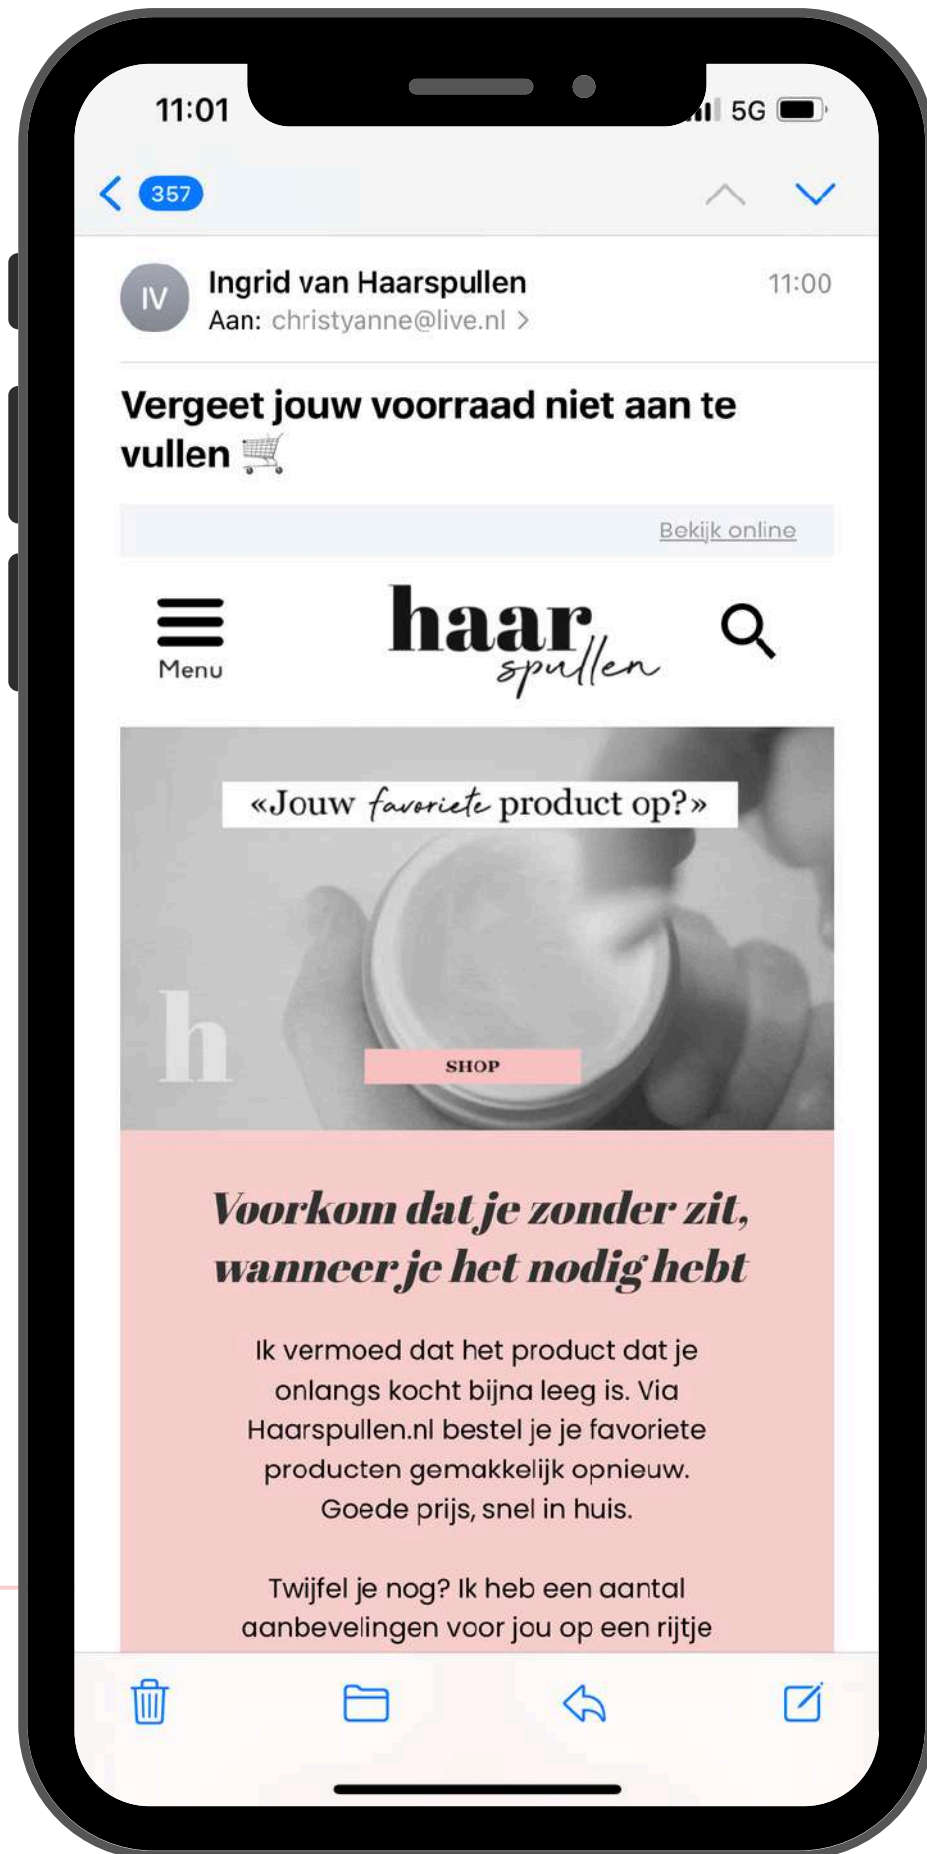 11:01
5G
357
Ingrid van Haarspullen
11:00
IV
Aan: christyanne@live.nl >
Vergeet jouw voorraad niet aan te
vullen 🛒
Bekijk online
Menu
haar
spullen
«Jouw favoriete product op?»
h
SHOP
Voorkom dat je zonder zit,
wanneer je het nodig hebt
Ik vermoed dat het product dat je
onlangs kocht bijna leeg is. Via
Haarspullen.nl bestel je je favoriete
producten gemakkelijk opnieuw.
Goede prijs, snel in huis.
Twijfel je nog? Ik heb een aantal
aanbevelingen voor jou op een rijtje